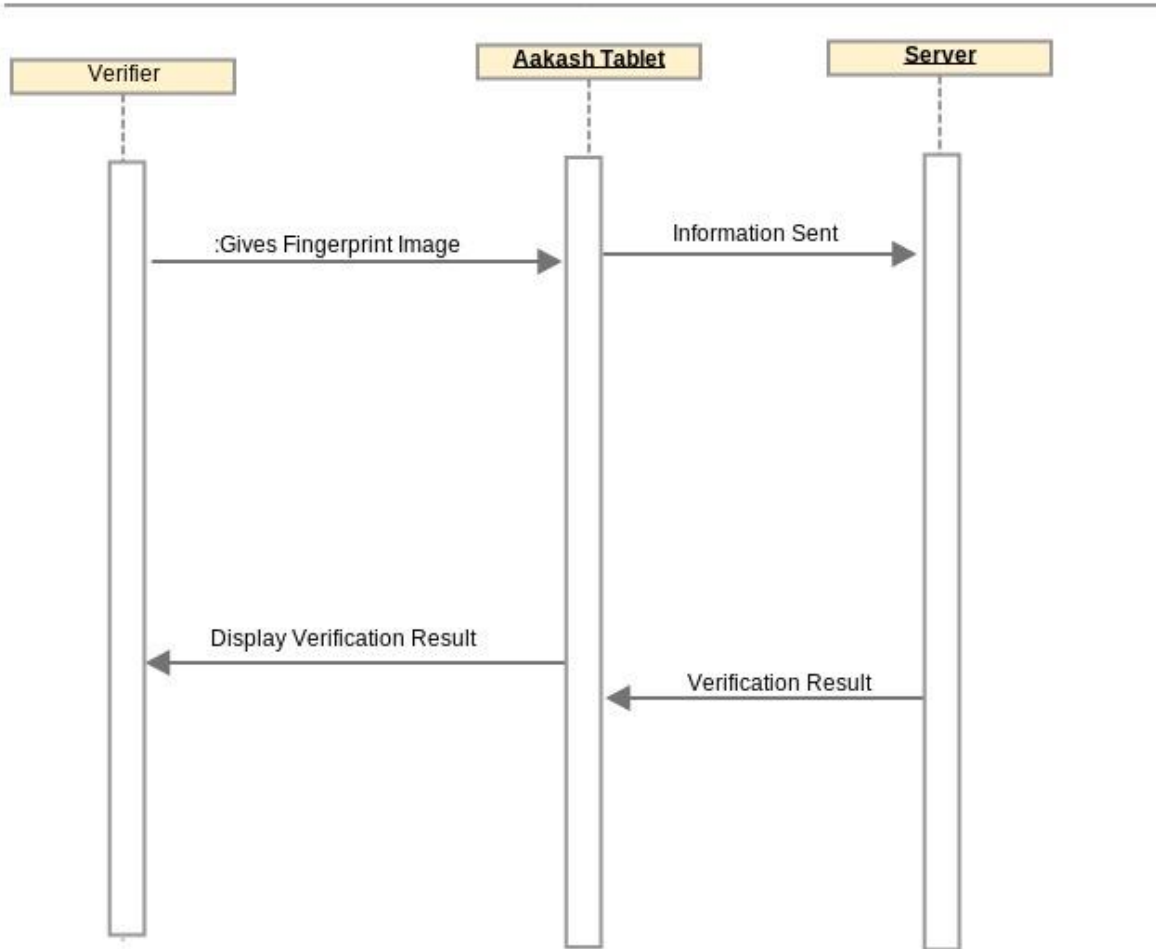 Verifier
Aakash Tablet
Server
:Gives Fingerprint Image
Information Sent
Display Verification Result
Verification Result